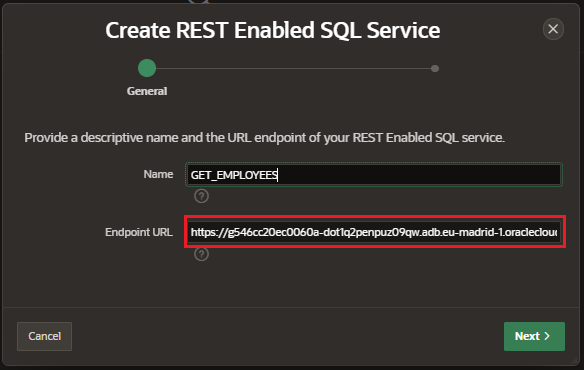 Create REST Enabled SQL Service
General
Provide a descriptive name and the URL endpoint of your REST Enabled SQL service.
Name GET_EMPLOYEES
?
Endpoint URL https://g546cc20ec0060a-dot1q2penpuz09qw.adb.eu-madrid-1.oraclecloud
?
Cancel Next >